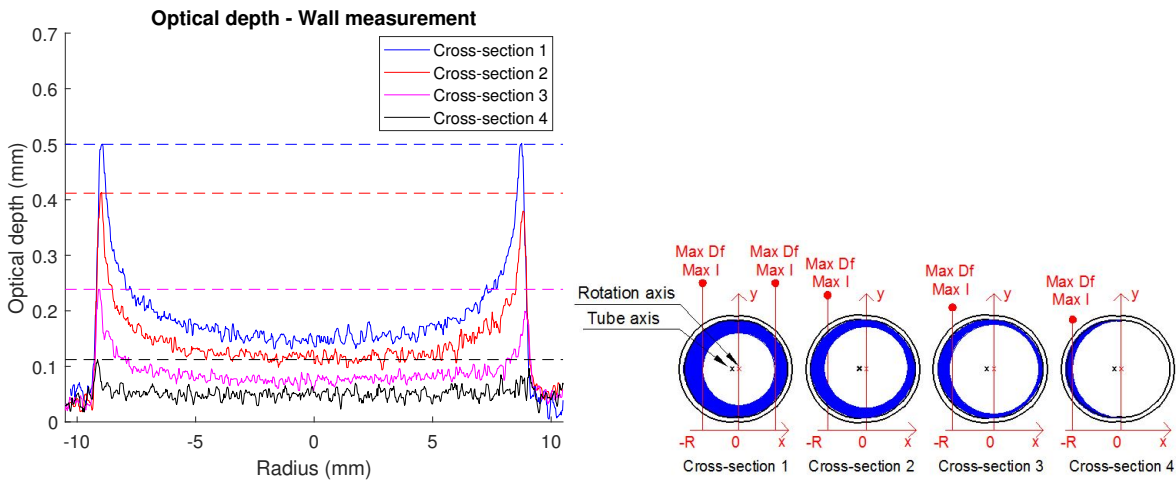 Optical depth - Wall measurement
0.7
0.6
0.5
0.4
0.3
0.2
0.1
0
Optical depth (mm)
Cross-section 1
Cross-section 2
Cross-section 3
Cross-section 4
-10 -5 0 5 10
Radius (mm)
Max Df Max Df Max Df Max Df Max Df
Max I Max I Max I Max I Max I
Rotation axis
Tube axis
y y y y
-R 0 x -R 0 x -R 0 x -R 0 x
Cross-section 1 Cross-section 2 Cross-section 3 Cross-section 4